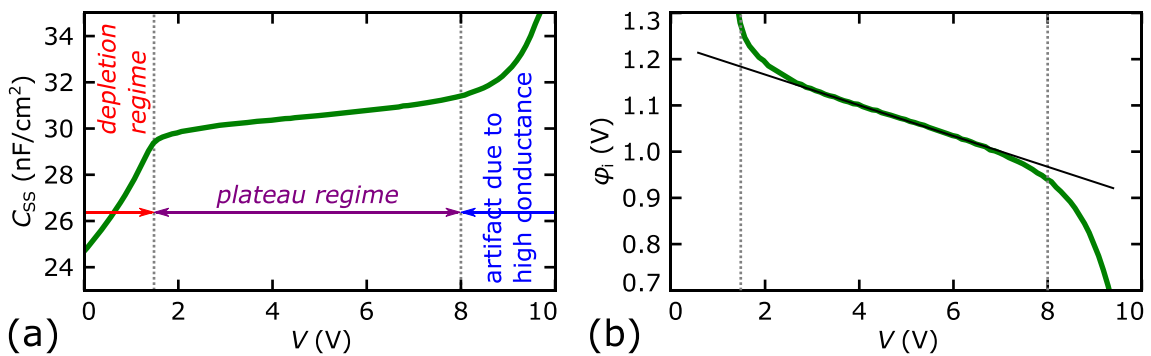 34
32
30
28
26
24
C_SS (nF/cm²)
depletion
regime
plateau regime
artifact due to
high conductance
0 2 4 6 8 10
V (V)
(a)
1.3
1.2
1.1
1.0
0.9
0.8
0.7
φ_i (V)
0 2 4 6 8 10
V (V)
(b)